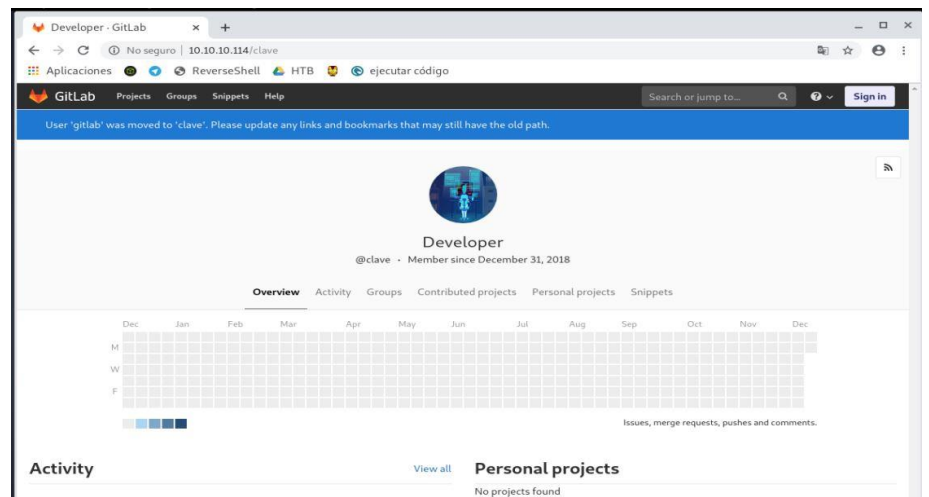 Developer · GitLab
No seguro | 10.10.10.114/clave
Aplicaciones ReverseShell HTB ejecutar código
GitLab Projects Groups Snippets Help Search or jump to... Sign in
User 'gitlab' was moved to 'clave'. Please update any links and bookmarks that may still have the old path.
Developer
@clave · Member since December 31, 2018
Overview Activity Groups Contributed projects Personal projects Snippets
Dec Jan Feb Mar Apr May Jun Jul Aug Sep Oct Nov Dec
M
W
F
Issues, merge requests, pushes and comments.
Activity View all Personal projects
No projects found